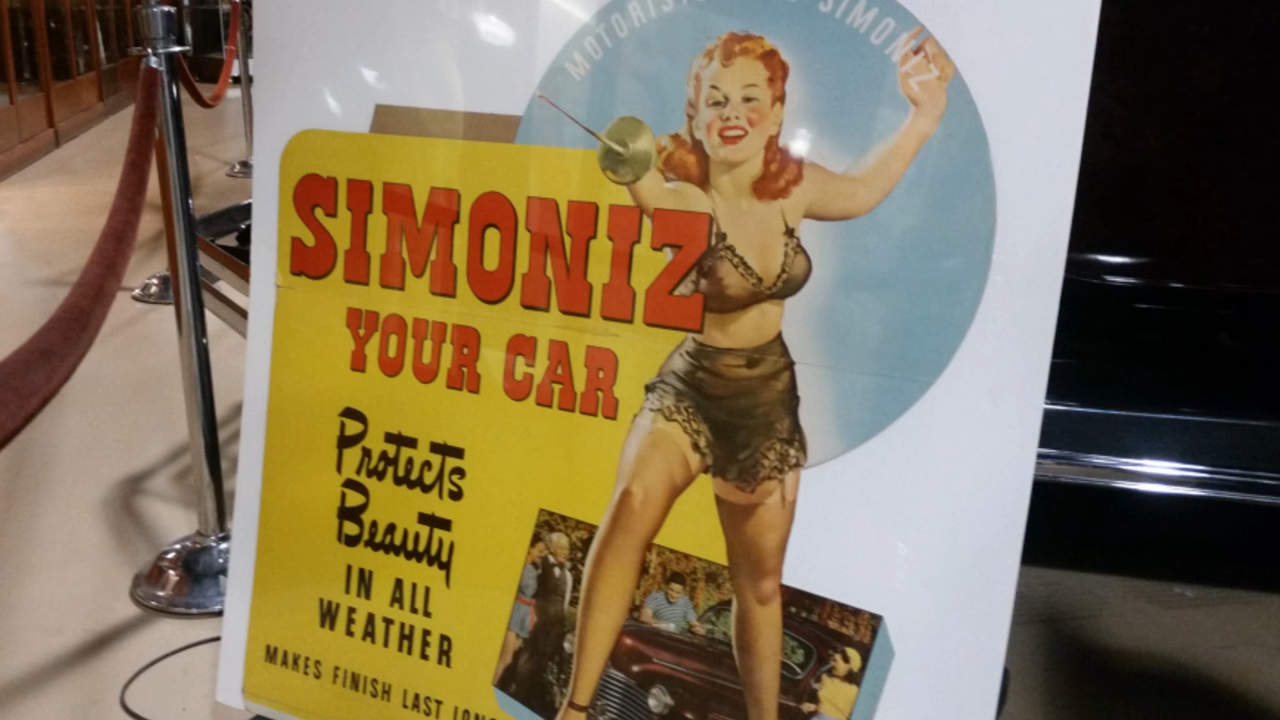 SIMONIZ
SIMONIZ
YOUR CAR
Protects
Beauty
IN ALL
WEATHER
MAKES FINISH LAST